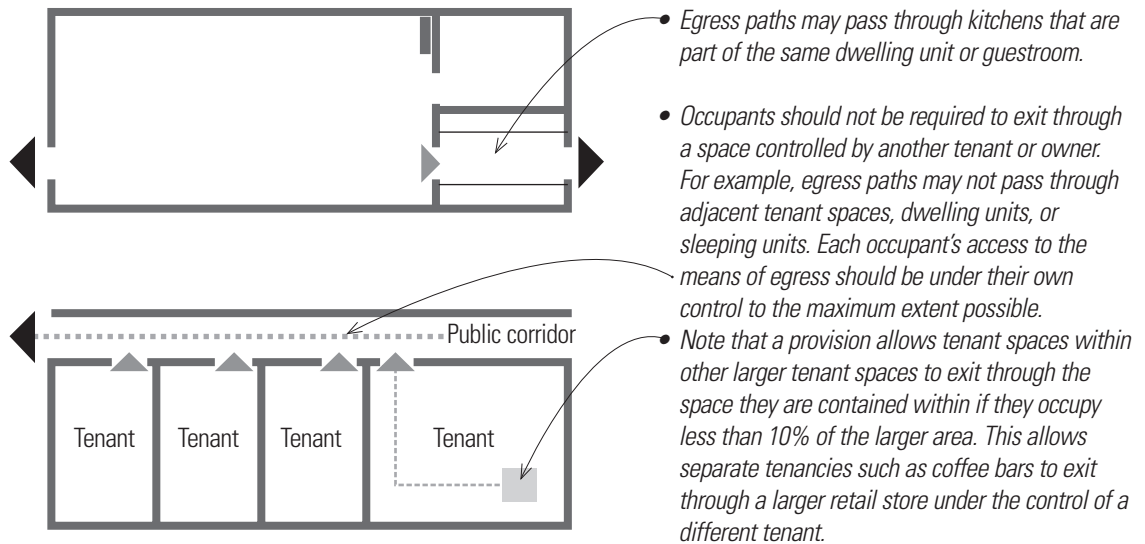 • Egress paths may pass through kitchens that are
part of the same dwelling unit or guestroom.
• Occupants should not be required to exit through
a space controlled by another tenant or owner.
For example, egress paths may not pass through
adjacent tenant spaces, dwelling units, or
sleeping units. Each occupant's access to the
means of egress should be under their own
control to the maximum extent possible.
• Note that a provision allows tenant spaces within
other larger tenant spaces to exit through the
space they are contained within if they occupy
less than 10% of the larger area. This allows
separate tenancies such as coffee bars to exit
through a larger retail store under the control of a
different tenant.
Public corridor
Tenant Tenant Tenant Tenant